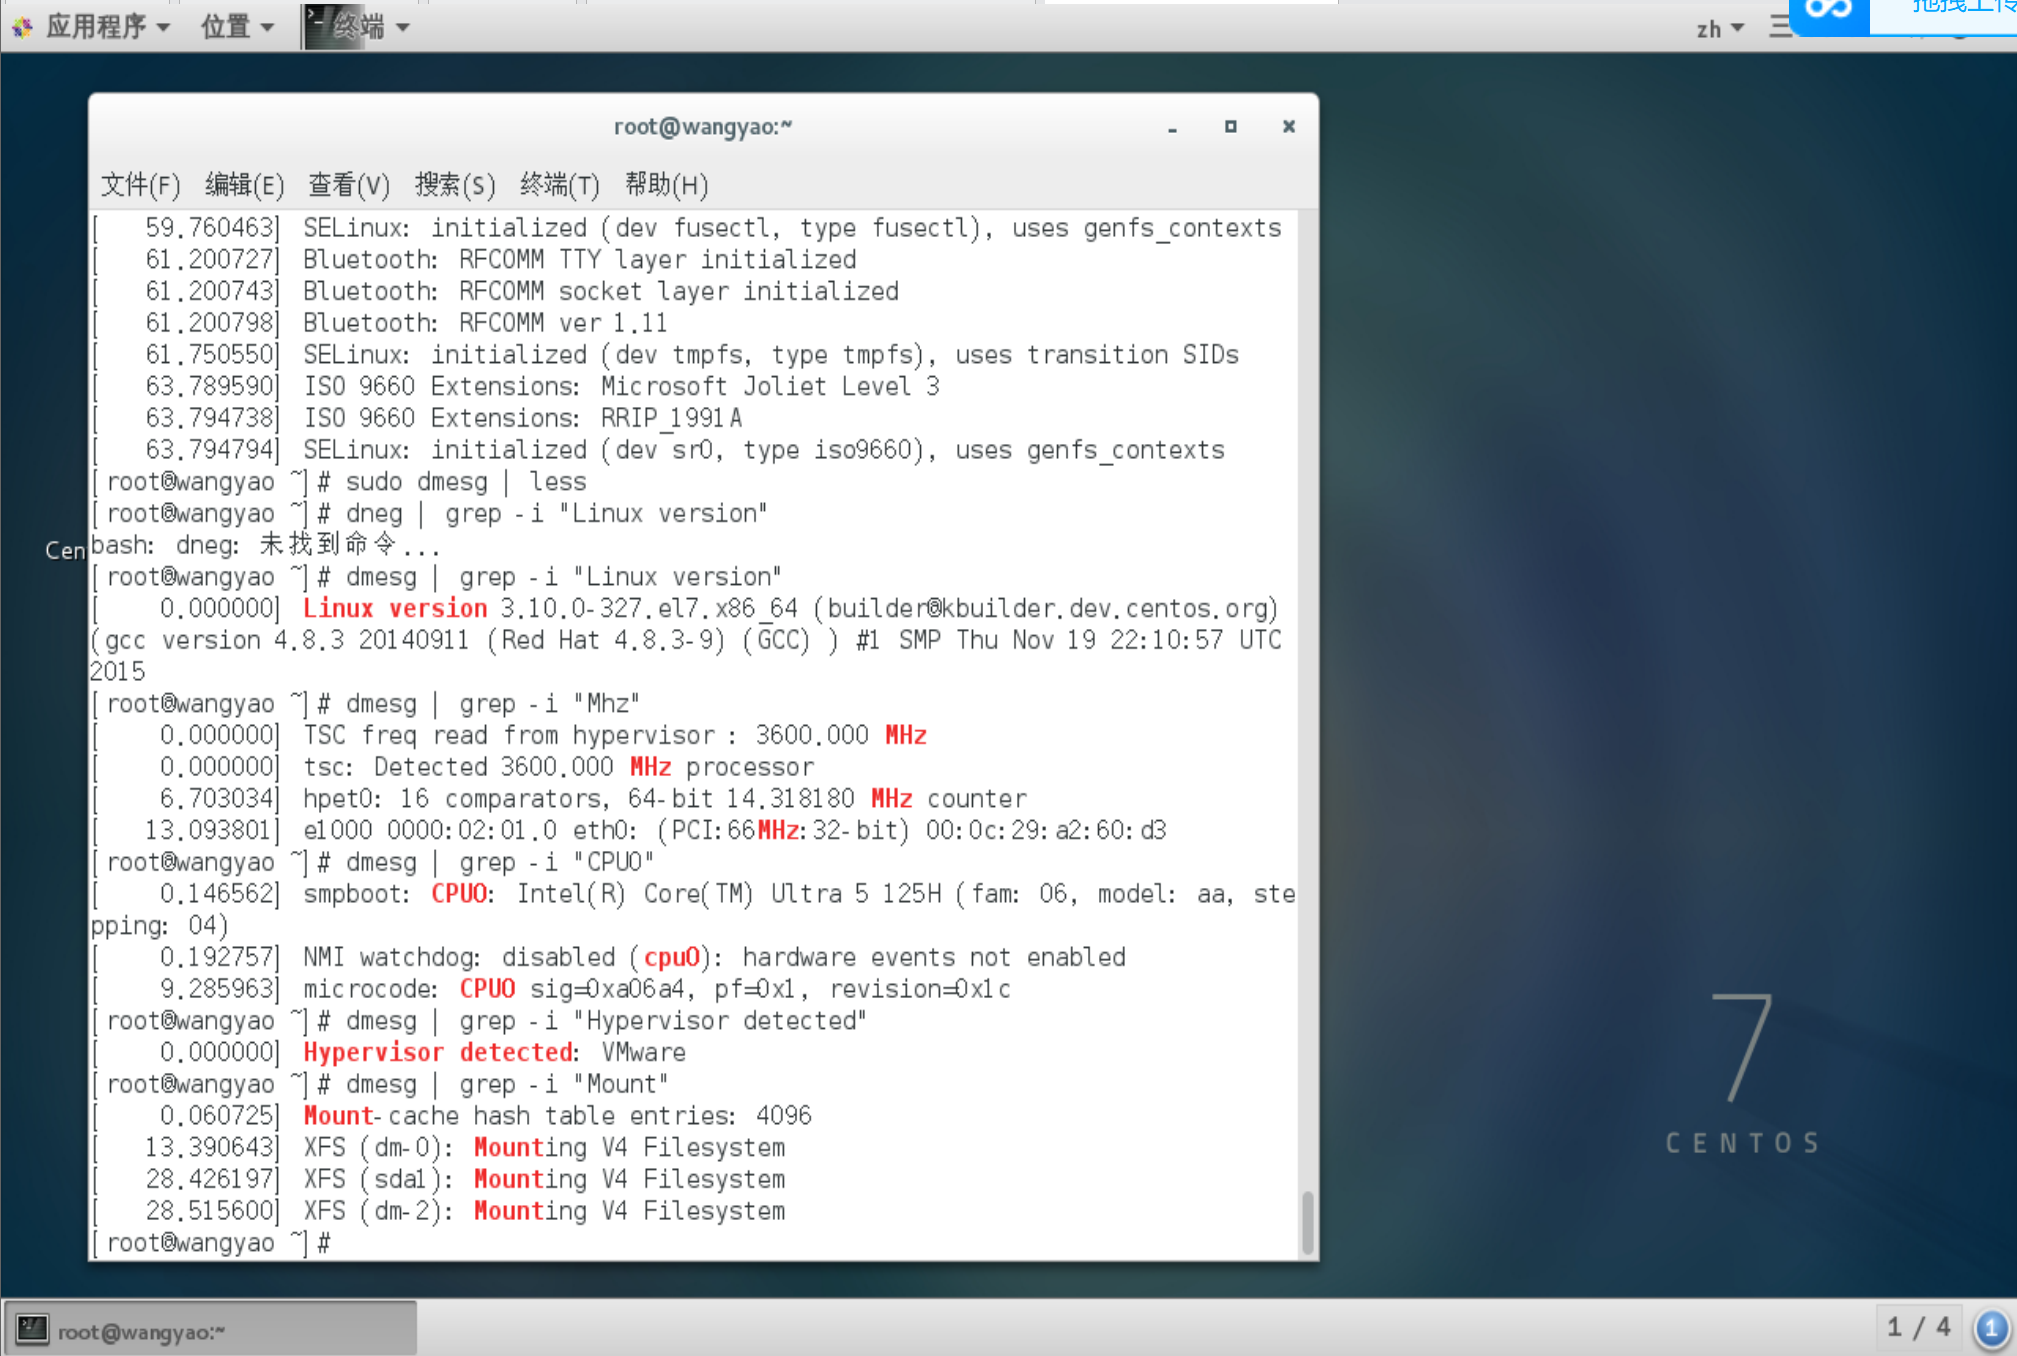 应用程序 位置 终端 zh
拖拽上传
root@wangyao:~
文件(F) 编辑(E) 查看(V) 搜索(S) 终端(T) 帮助(H)
[   59.760463] SELinux: initialized (dev fusectl, type fusectl), uses genfs_contexts
[   61.200727] Bluetooth: RFCOMM TTY layer initialized
[   61.200743] Bluetooth: RFCOMM socket layer initialized
[   61.200798] Bluetooth: RFCOMM ver 1.11
[   61.750550] SELinux: initialized (dev tmpfs, type tmpfs), uses transition SIDs
[   63.789590] ISO 9660 Extensions: Microsoft Joliet Level 3
[   63.794738] ISO 9660 Extensions: RRIP_1991A
[   63.794794] SELinux: initialized (dev sr0, type iso9660), uses genfs_contexts
[root@wangyao ~]# sudo dmesg | less
[root@wangyao ~]# dneg | grep -i "Linux version"
bash: dneg: 未找到命令...
[root@wangyao ~]# dmesg | grep -i "Linux version"
[    0.000000] Linux version 3.10.0-327.el7.x86_64 (builder@kbuilder.dev.centos.org)
(gcc version 4.8.3 20140911 (Red Hat 4.8.3-9) (GCC) ) #1 SMP Thu Nov 19 22:10:57 UTC
2015
[root@wangyao ~]# dmesg | grep -i "Mhz"
[    0.000000] TSC freq read from hypervisor : 3600.000 MHz
[    0.000000] tsc: Detected 3600.000 MHz processor
[    6.703034] hpet0: 16 comparators, 64-bit 14.318180 MHz counter
[   13.093801] e1000 0000:02:01.0 eth0: (PCI:66MHz:32-bit) 00:0c:29:a2:60:d3
[root@wangyao ~]# dmesg | grep -i "CPU0"
[    0.146562] smpboot: CPU0: Intel(R) Core(TM) Ultra 5 125H (fam: 06, model: aa, ste
pping: 04)
[    0.192757] NMI watchdog: disabled (cpu0): hardware events not enabled
[    9.285963] microcode: CPU0 sig=0xa06a4, pf=0x1, revision=0x1c
[root@wangyao ~]# dmesg | grep -i "Hypervisor detected"
[    0.000000] Hypervisor detected: VMware
[root@wangyao ~]# dmesg | grep -i "Mount"
[    0.060725] Mount-cache hash table entries: 4096
[   13.390643] XFS (dm-0): Mounting V4 Filesystem
[   28.426197] XFS (sda1): Mounting V4 Filesystem
[   28.515600] XFS (dm-2): Mounting V4 Filesystem
[root@wangyao ~]#
Cen
7
CENTOS
root@wangyao:~
1 / 4 1